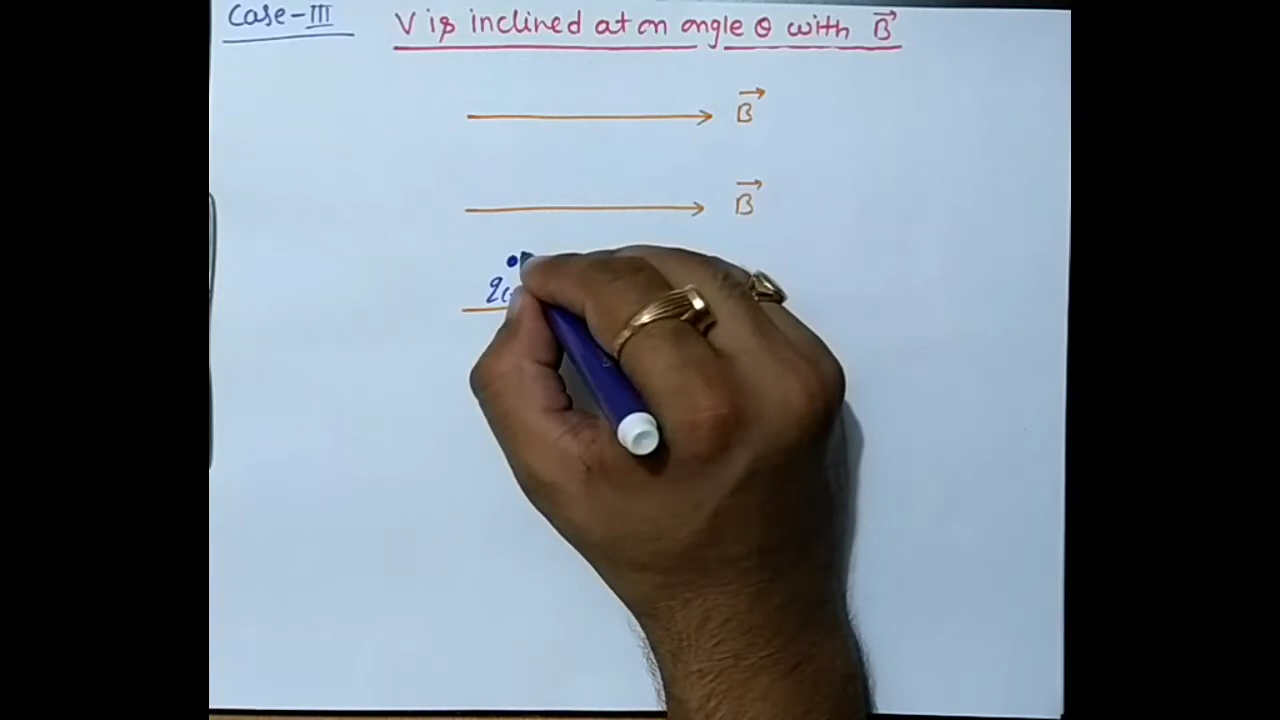 Case-III
V is inclined at an angle θ with B⃗
B⃗
B⃗